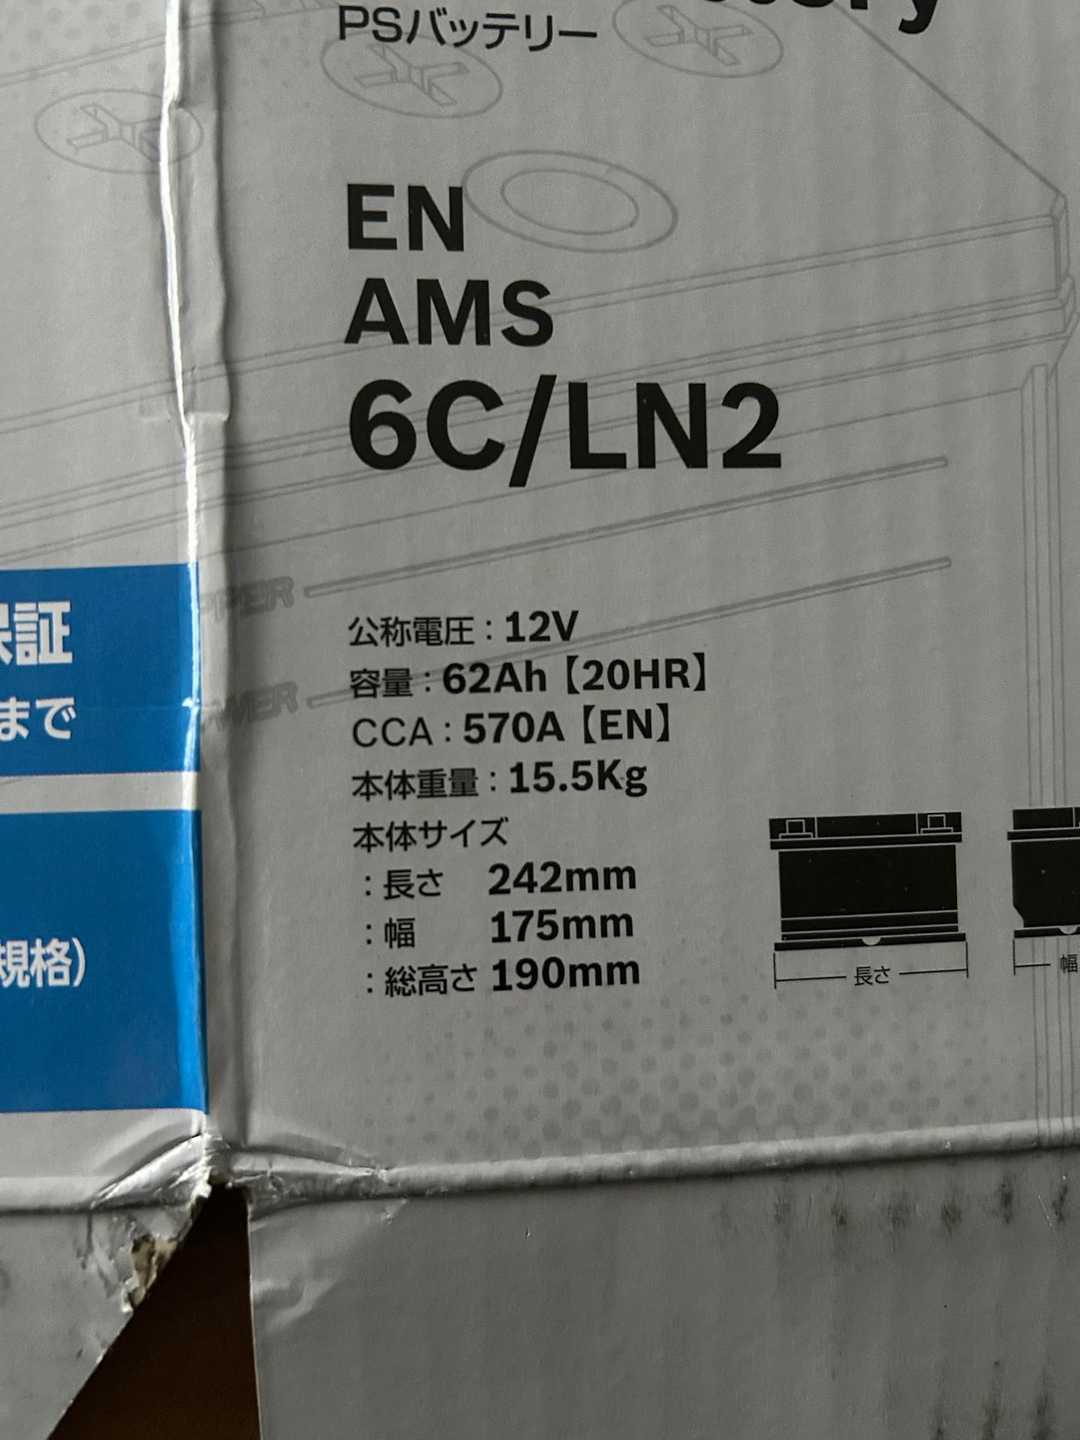 PSバッテリー
EN
AMS
6C/LN2
公称電圧：12V
容量：62Ah【20HR】
CCA：570A【EN】
本体重量：15.5Kg
本体サイズ
：長さ 242mm
：幅 175mm
：総高さ 190mm
長さ
幅
保証
まで
規格）